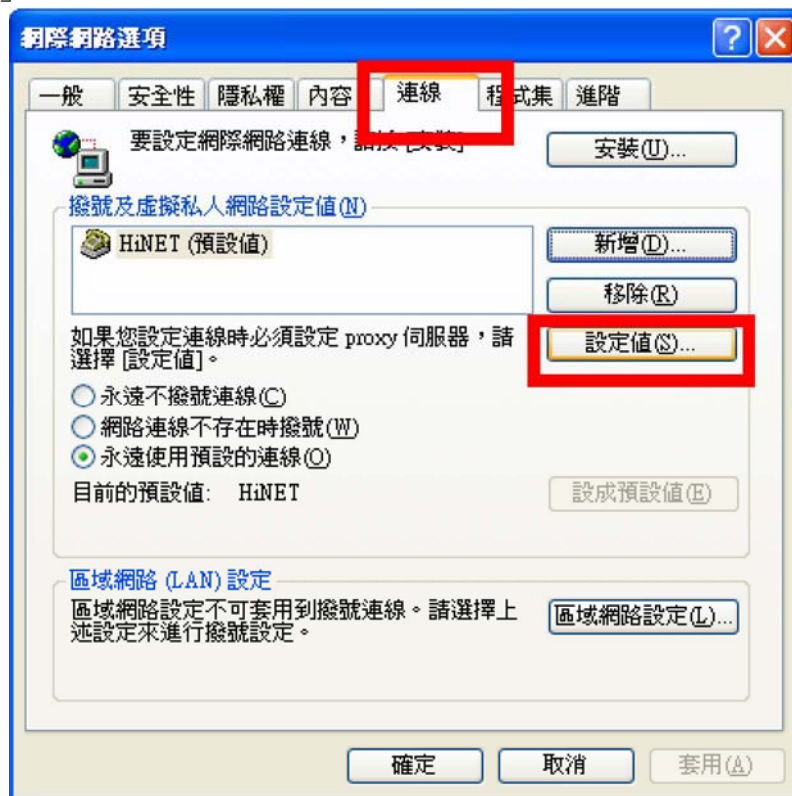 網際網路選項
一般 安全性 隱私權 內容 連線 程式集 進階
要設定網際網路連線，請按 [安裝]
安裝(U)...
撥號及虛擬私人網路設定值(N)
HiNET (預設值)
新增(D)...
移除(R)
如果您設定連線時必須設定 proxy 伺服器，請
選擇 [設定值]。
設定值(S)...
永遠不撥號連線(C)
網路連線不存在時撥號(W)
永遠使用預設的連線(O)
目前的預設值: HiNET
設成預設值(E)
區域網路 (LAN) 設定
區域網路設定不可套用到撥號連線。請選擇上
述設定來進行撥號設定。
區域網路設定(L)...
確定 取消 套用(A)